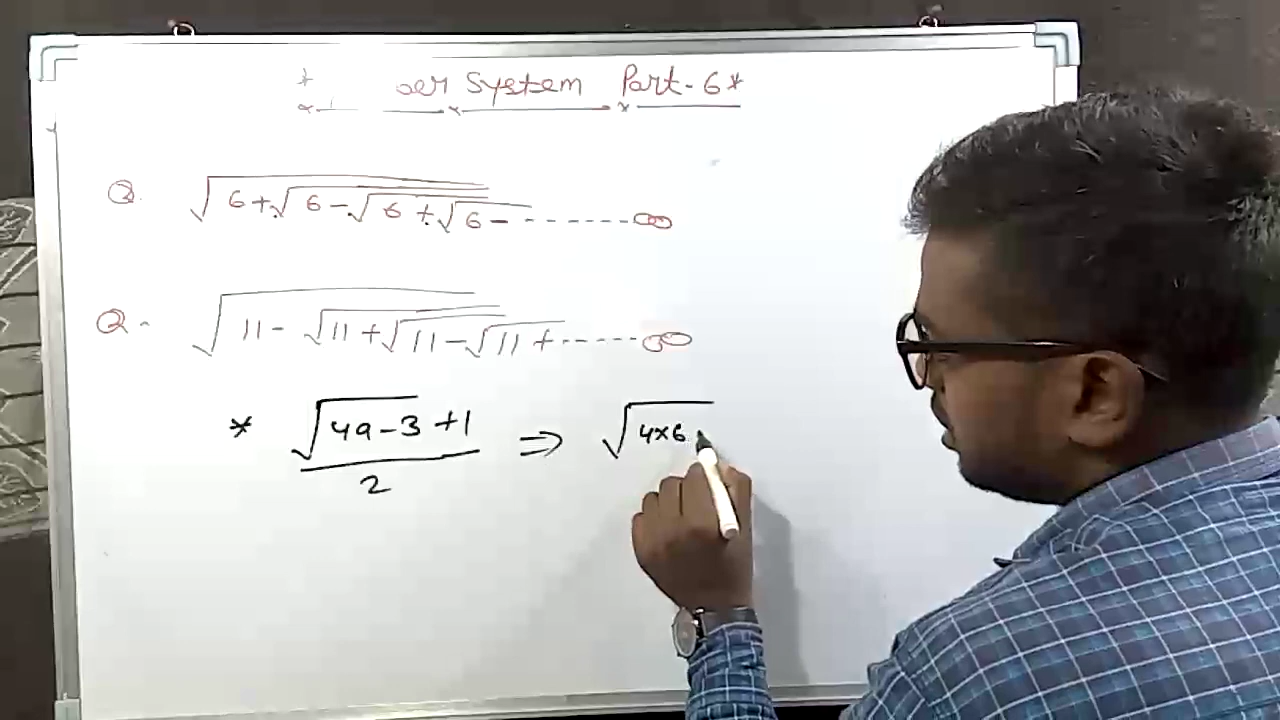 * ber System Part-6*
Q. √6+√6-√6+√6-------∞
Q- √11-√11+√11-√11+------∞
* √4a-3+1 ⇒ √4×6
2